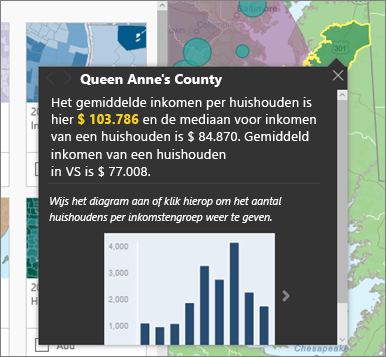 Baltimore
301
Queen Anne's County
Het gemiddelde inkomen per huishouden is
hier $ 103.786 en de mediaan voor inkomen
van een huishouden is $ 84.870. Gemiddeld
inkomen van een huishouden
in VS is $ 77.008.
Wijs het diagram aan of klik hierop om het aantal
huishoudens per inkomstengroep weer te geven.
4,000
3,000
2,000
1,000
Add
Chesapeake